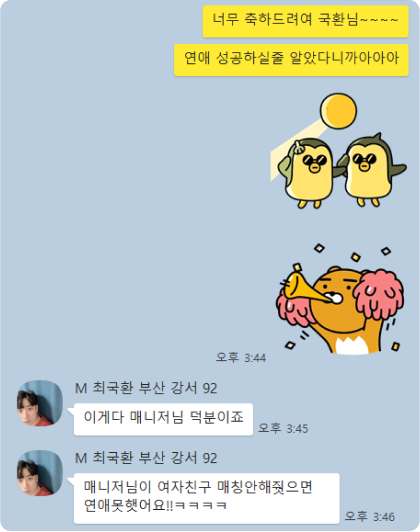 너무 축하드려여 국환님~~~~
연애 성공하실줄 알았다니까아아아
오후 3:44
M 최국환 부산 강서 92
이게다 매니저님 덕분이죠
오후 3:45
M 최국환 부산 강서 92
매니저님이 여자친구 매칭안해줫으면
연애못햇어요!!ㅋㅋㅋㅋ
오후 3:46